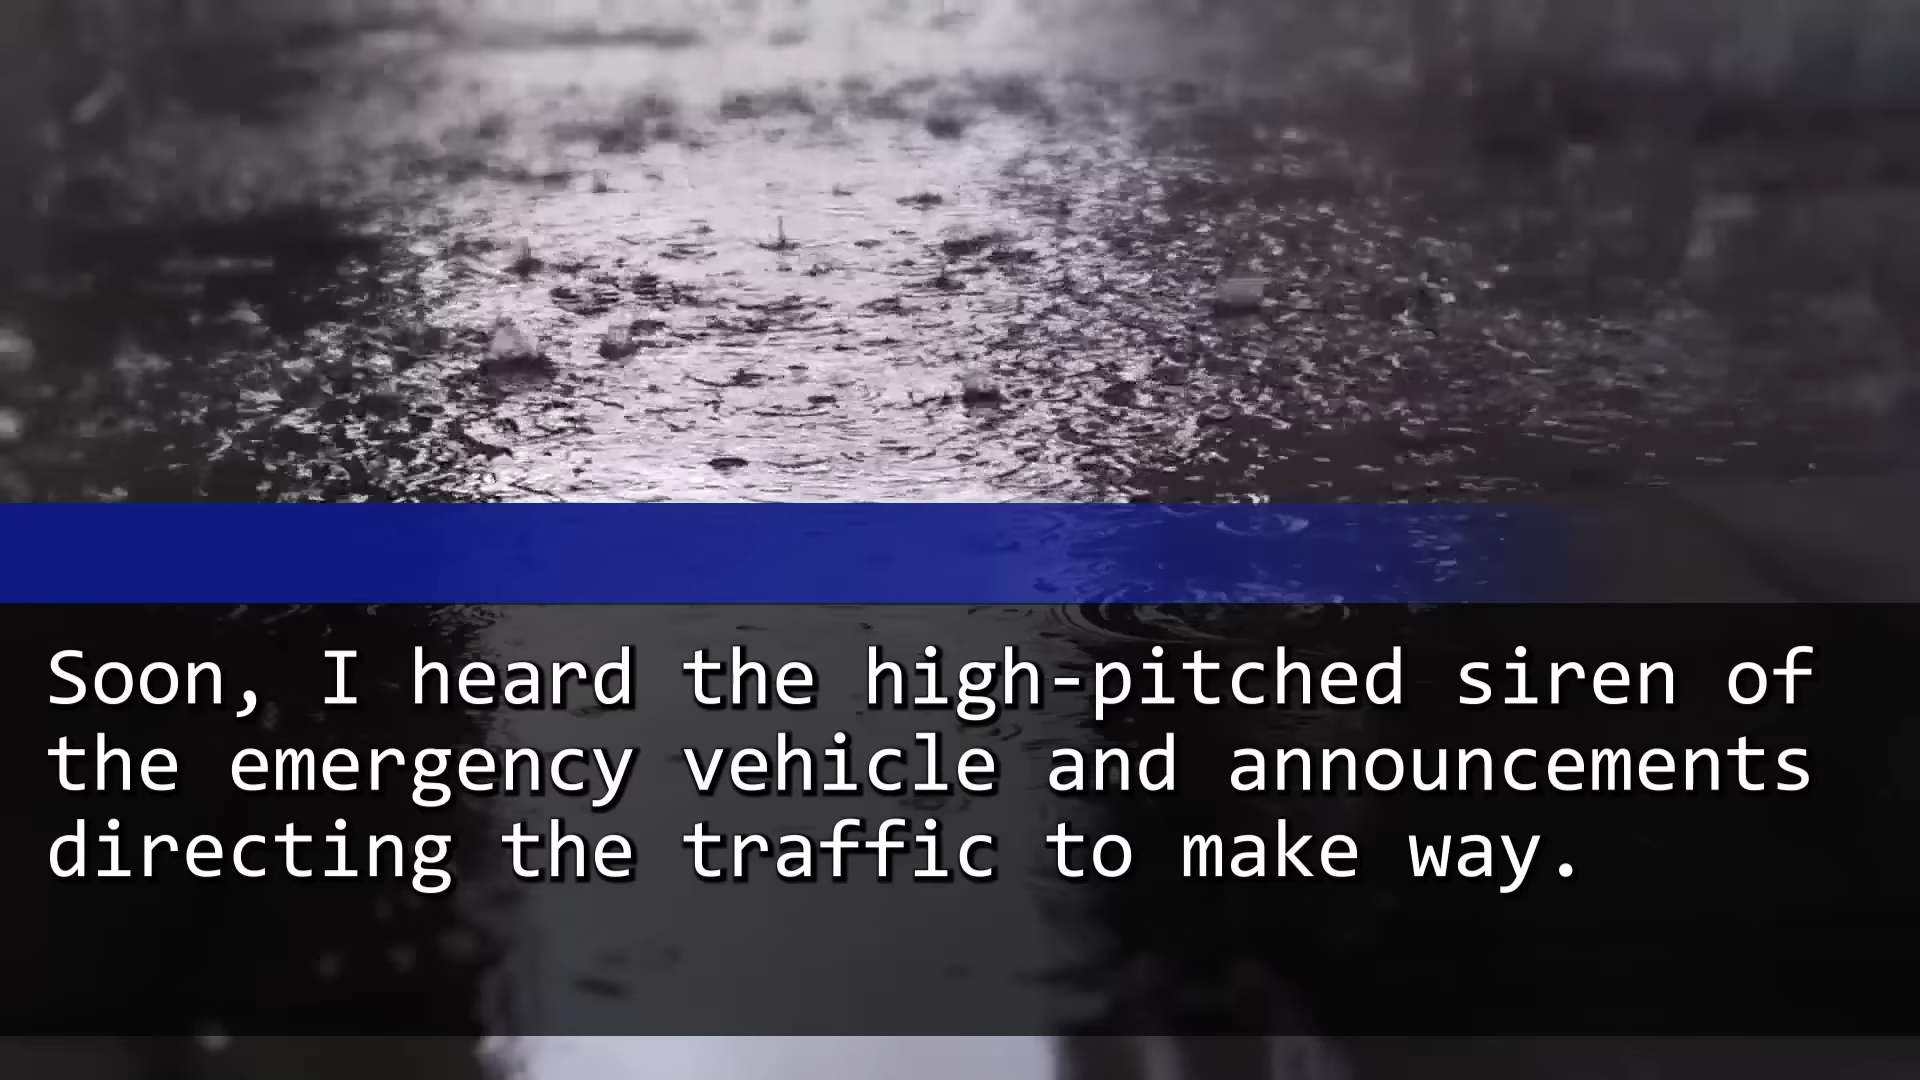 Soon, I heard the high-pitched siren of
the emergency vehicle and announcements
directing the traffic to make way.